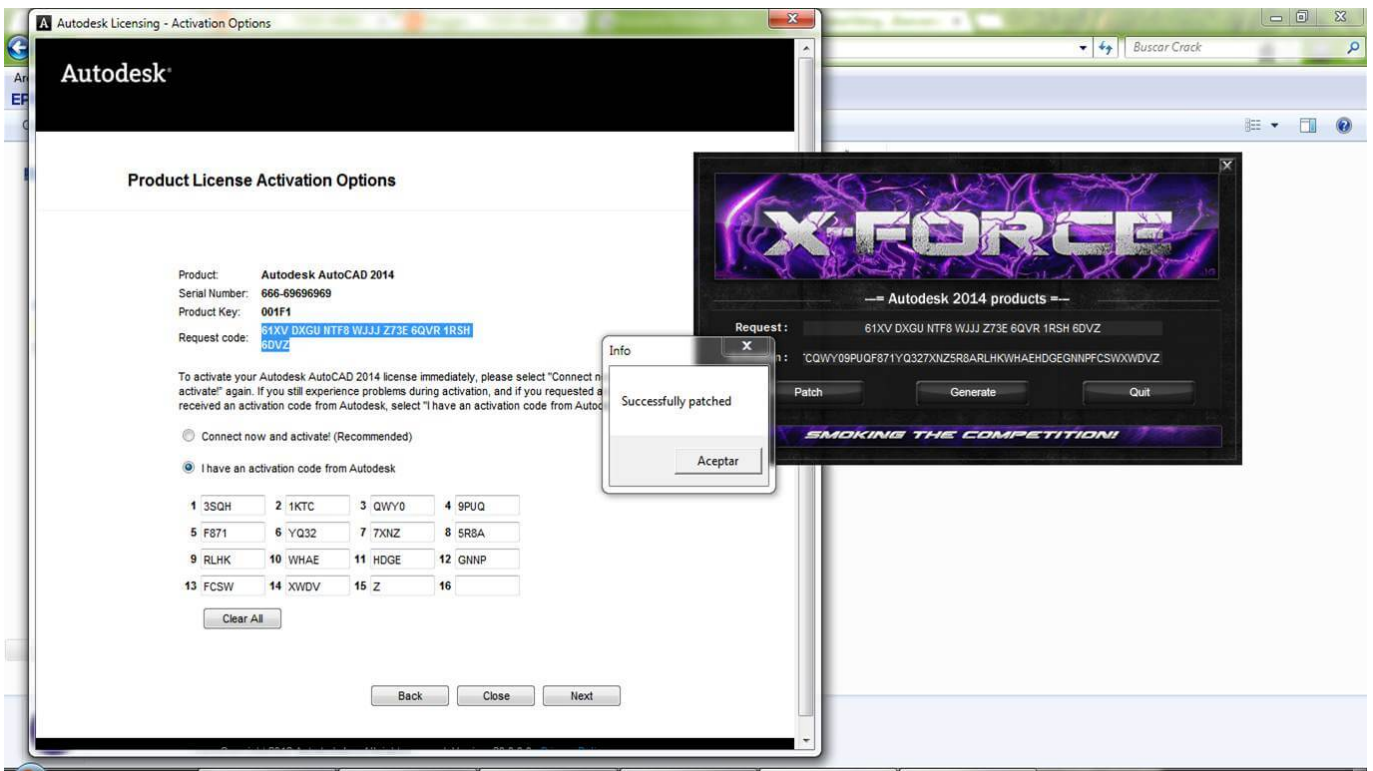 Autodesk Licensing - Activation Options
Buscar Crack
Autodesk
Product License Activation Options
Product: Autodesk AutoCAD 2014
Serial Number: 666-69696969
Product Key: 001F1
Request code: 61XV DXGU NTF8 WJJJ Z73E 6QVR 1RSH
6DVZ
To activate your Autodesk AutoCAD 2014 license immediately, please select "Connect
activate!" again. If you still experience problems during activation, and if you requested
received an activation code from Autodesk, select "I have an activation code from
Connect now and activate! (Recommended)
I have an activation code from Autodesk
1 3SQH 2 1KTC 3 QWY0 4 9PUQ
5 F871 6 YQ32 7 7XNZ 8 5R8A
9 RLHK 10 WHAE 11 HDGE 12 GNNP
13 FCSW 14 XWDV 15 Z 16
Clear All
Back Close Next
Info
Successfully patched
Aceptar
X-FORCE
--= Autodesk 2014 products =--
Request : 61XV DXGU NTF8 WJJJ Z73E 6QVR 1RSH 6DVZ
CQWY09PUQF871YQ327XNZ5R8ARLHKWHAEHDGEGNNPFCSWXWDVZ
Patch Generate Quit
SMOKING THE COMPETITION!